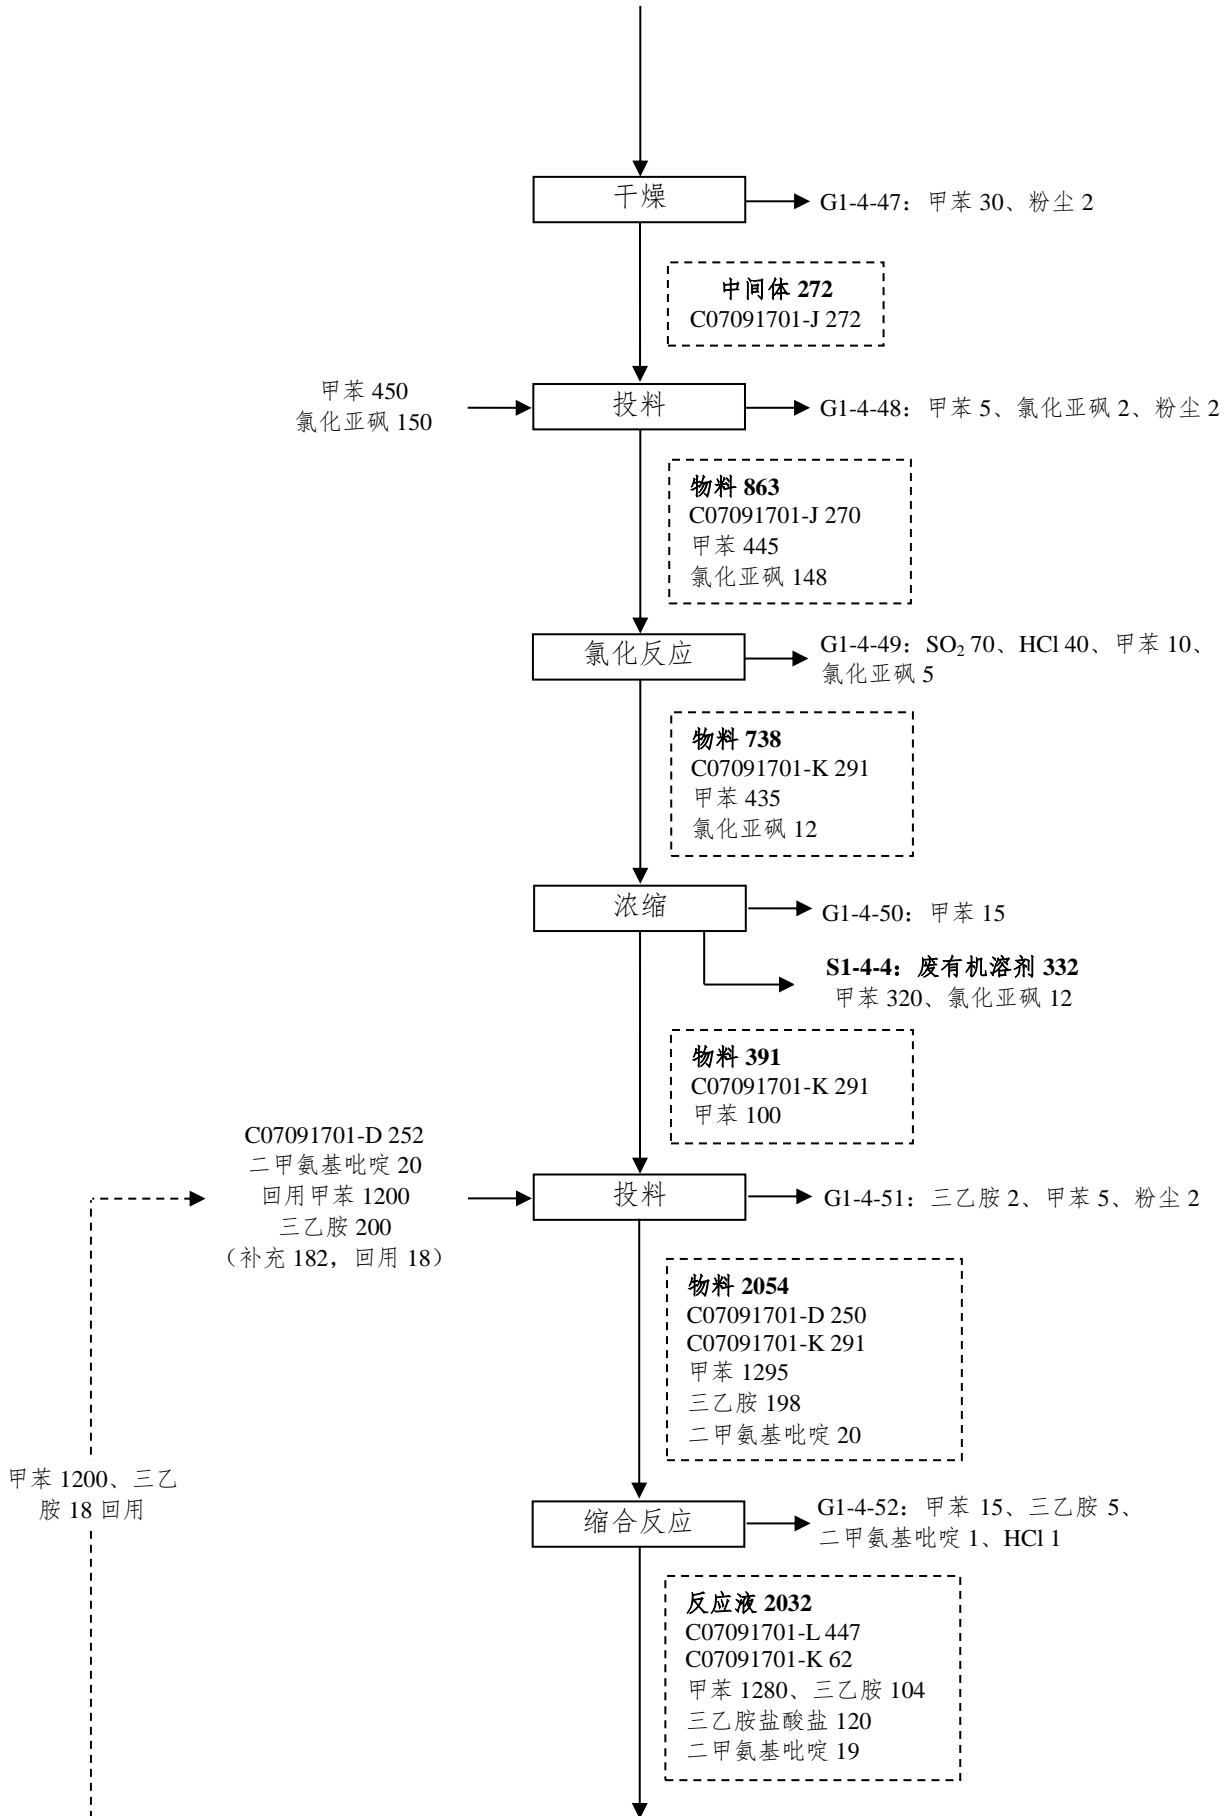 干燥
G1-4-47：甲苯 30、粉尘 2
中间体 272
C07091701-J 272
甲苯 450
氯化亚砜 150
投料
G1-4-48：甲苯 5、氯化亚砜 2、粉尘 2
物料 863
C07091701-J 270
甲苯 445
氯化亚砜 148
氯化反应
G1-4-49：SO₂ 70、HCl 40、甲苯 10、
氯化亚砜 5
物料 738
C07091701-K 291
甲苯 435
氯化亚砜 12
浓缩
G1-4-50：甲苯 15
S1-4-4：废有机溶剂 332
甲苯 320、氯化亚砜 12
物料 391
C07091701-K 291
甲苯 100
C07091701-D 252
二甲氨基吡啶 20
回用甲苯 1200
三乙胺 200
（补充 182，回用 18）
投料
G1-4-51：三乙胺 2、甲苯 5、粉尘 2
物料 2054
C07091701-D 250
C07091701-K 291
甲苯 1295
三乙胺 198
二甲氨基吡啶 20
甲苯 1200、三乙
胺 18 回用
缩合反应
G1-4-52：甲苯 15、三乙胺 5、
二甲氨基吡啶 1、HCl 1
反应液 2032
C07091701-L 447
C07091701-K 62
甲苯 1280、三乙胺 104
三乙胺盐酸盐 120
二甲氨基吡啶 19